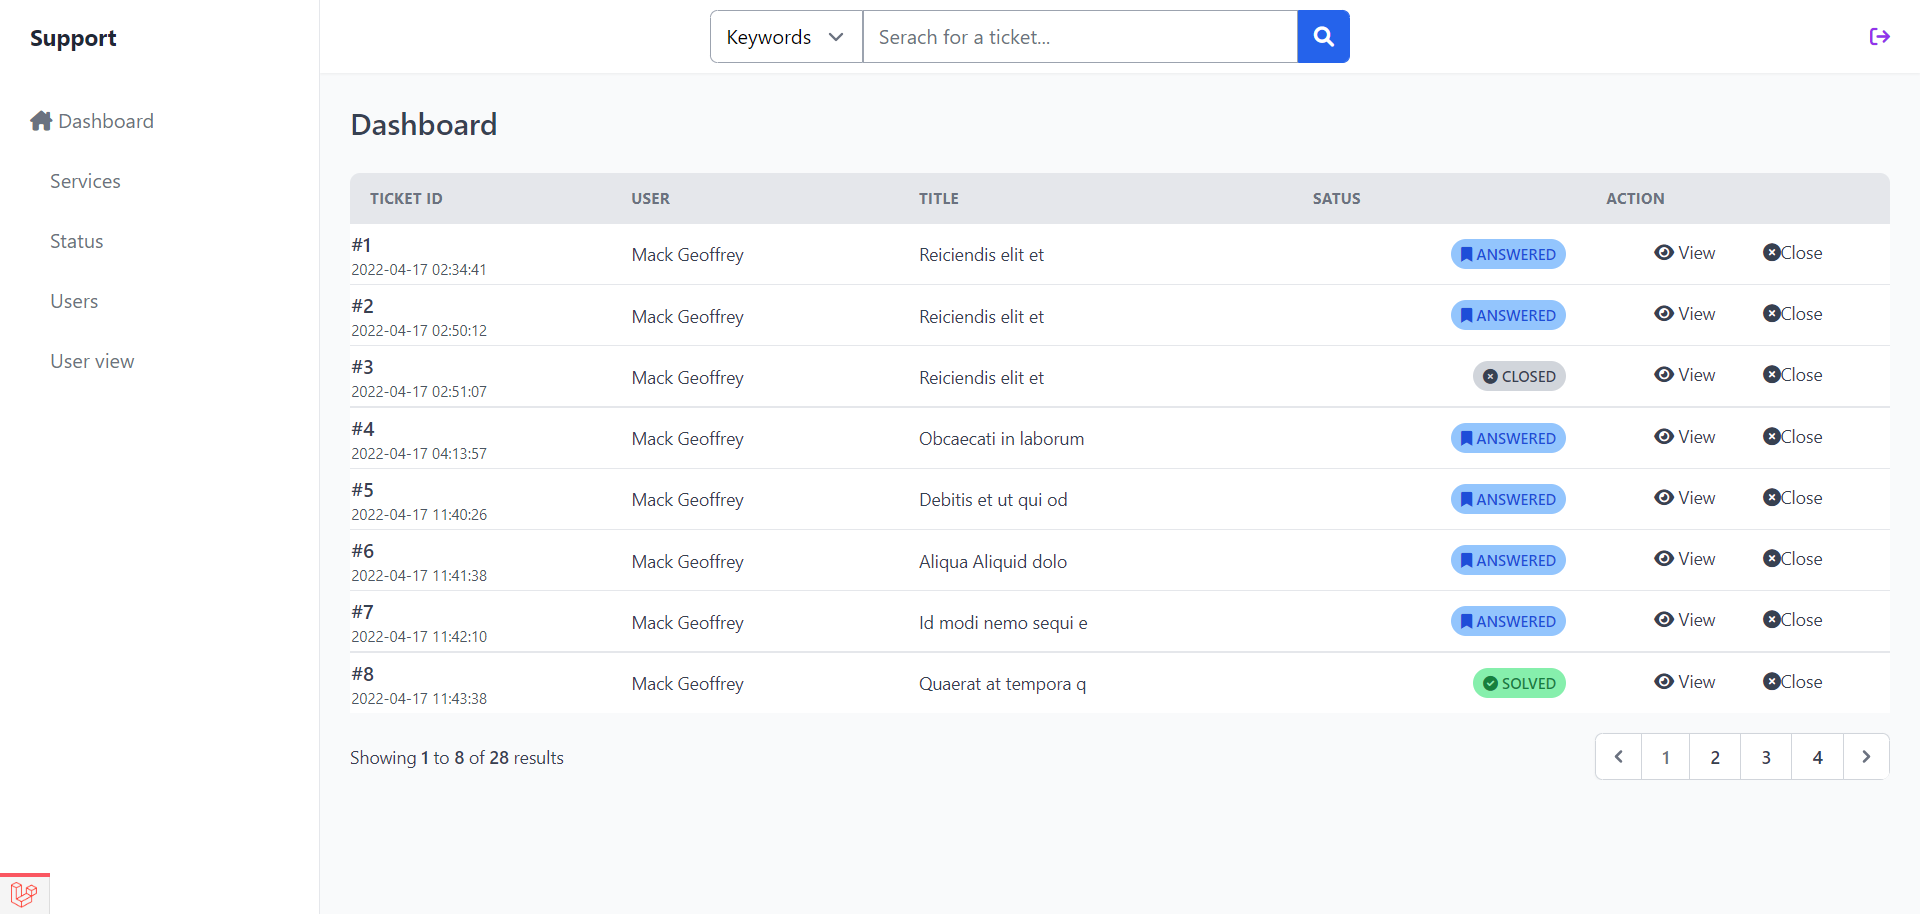 Support
Keywords
Serach for a ticket...
Dashboard
Services
Status
Users
User view
Dashboard
TICKET ID USER TITLE SATUS ACTION
#1
2022-04-17 02:34:41
Mack Geoffrey Reiciendis elit et ANSWERED View Close
#2
2022-04-17 02:50:12
Mack Geoffrey Reiciendis elit et ANSWERED View Close
#3
2022-04-17 02:51:07
Mack Geoffrey Reiciendis elit et CLOSED View Close
#4
2022-04-17 04:13:57
Mack Geoffrey Obcaecati in laborum ANSWERED View Close
#5
2022-04-17 11:40:26
Mack Geoffrey Debitis et ut qui od ANSWERED View Close
#6
2022-04-17 11:41:38
Mack Geoffrey Aliqua Aliquid dolo ANSWERED View Close
#7
2022-04-17 11:42:10
Mack Geoffrey Id modi nemo sequi e ANSWERED View Close
#8
2022-04-17 11:43:38
Mack Geoffrey Quaerat at tempora q SOLVED View Close
Showing 1 to 8 of 28 results
1 2 3 4